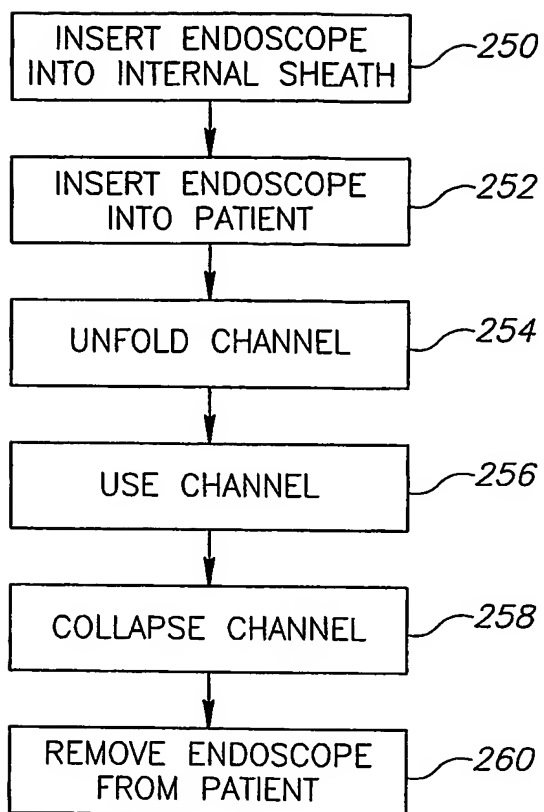 INSERT ENDOSCOPE
INTO INTERNAL SHEATH
250
INSERT ENDOSCOPE
INTO PATIENT
252
UNFOLD CHANNEL
254
USE CHANNEL
256
COLLAPSE CHANNEL
258
REMOVE ENDOSCOPE
FROM PATIENT
260